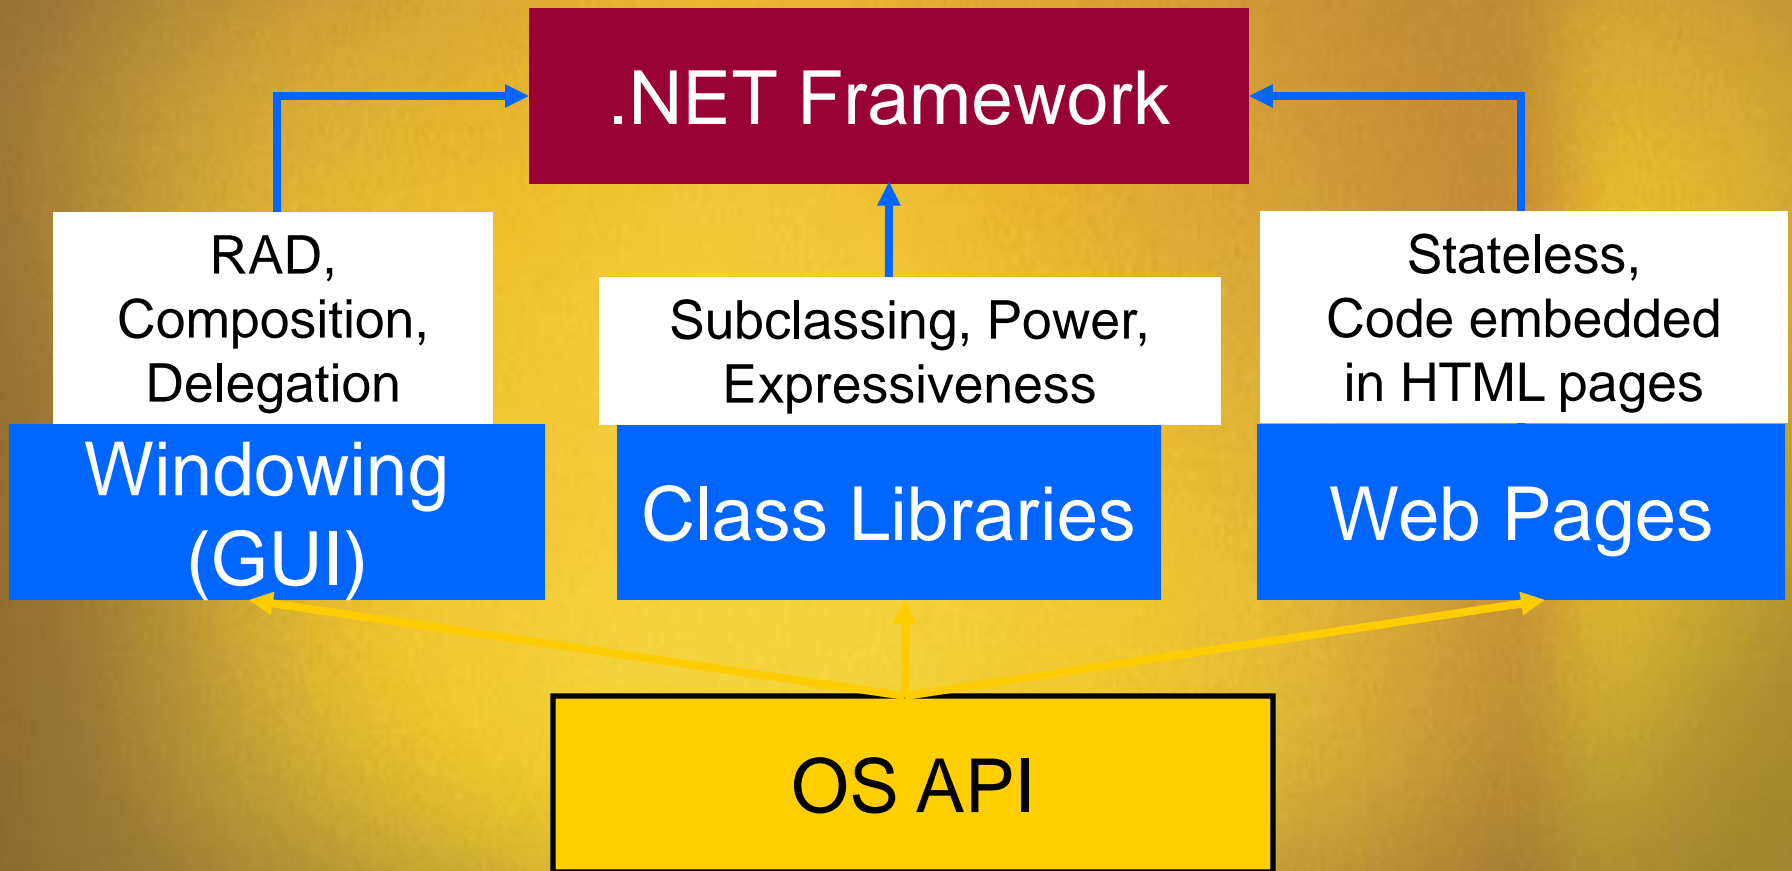 .NET Framework
RAD,
Composition,
Delegation
Subclassing, Power,
Expressiveness
Stateless,
Code embedded
in HTML pages
Windowing
(GUI)
Class Libraries
Web Pages
OS API